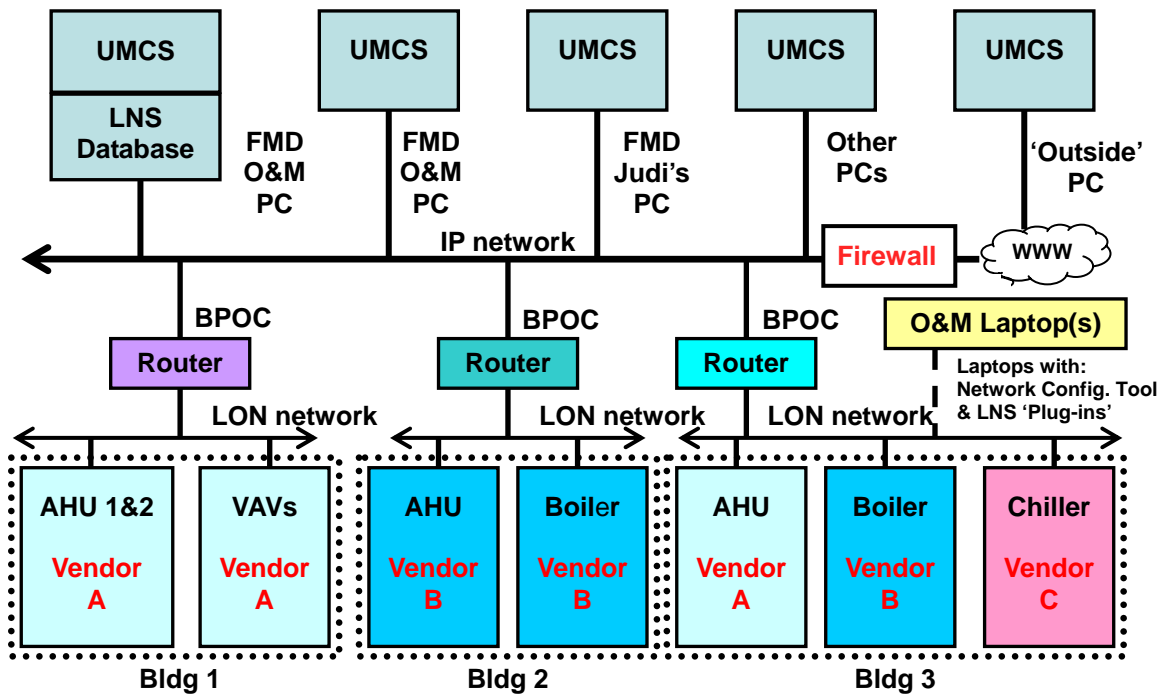 UMCS
LNS
Database
FMD
O&M
PC
UMCS
FMD
O&M
PC
UMCS
FMD
Judi's
PC
UMCS
Other
PCs
UMCS
'Outside'
PC
IP network
Firewall
WWW
BPOC
Router
BPOC
Router
BPOC
Router
O&M Laptop(s)
Laptops with:
Network Config. Tool
& LNS 'Plug-ins'
LON network
LON network
LON network
AHU 1&2
Vendor
A
VAVs
Vendor
A
AHU
Vendor
B
Boiler
Vendor
B
AHU
Vendor
A
Boiler
Vendor
B
Chiller
Vendor
C
Bldg 1
Bldg 2
Bldg 3